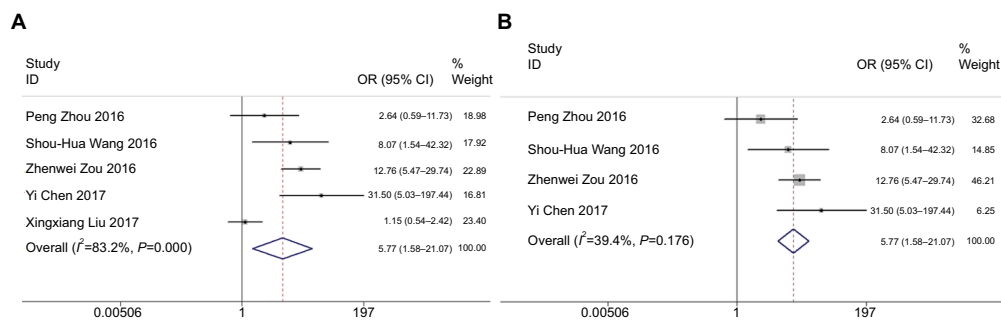 A
Study
ID
OR (95% CI)
%
Weight
Peng Zhou 2016 2.64 (0.59–11.73) 18.98
Shou-Hua Wang 2016 8.07 (1.54–42.32) 17.92
Zhenwei Zou 2016 12.76 (5.47–29.74) 22.89
Yi Chen 2017 31.50 (5.03–197.44) 16.81
Xingxiang Liu 2017 1.15 (0.54–2.42) 23.40
Overall (I²=83.2%, P=0.000) 5.77 (1.58–21.07) 100.00
0.00506 1 197
B
Study
ID
OR (95% CI)
%
Weight
Peng Zhou 2016 2.64 (0.59–11.73) 32.68
Shou-Hua Wang 2016 8.07 (1.54–42.32) 14.85
Zhenwei Zou 2016 12.76 (5.47–29.74) 46.21
Yi Chen 2017 31.50 (5.03–197.44) 6.25
Overall (I²=39.4%, P=0.176) 5.77 (1.58–21.07) 100.00
0.00506 1 197